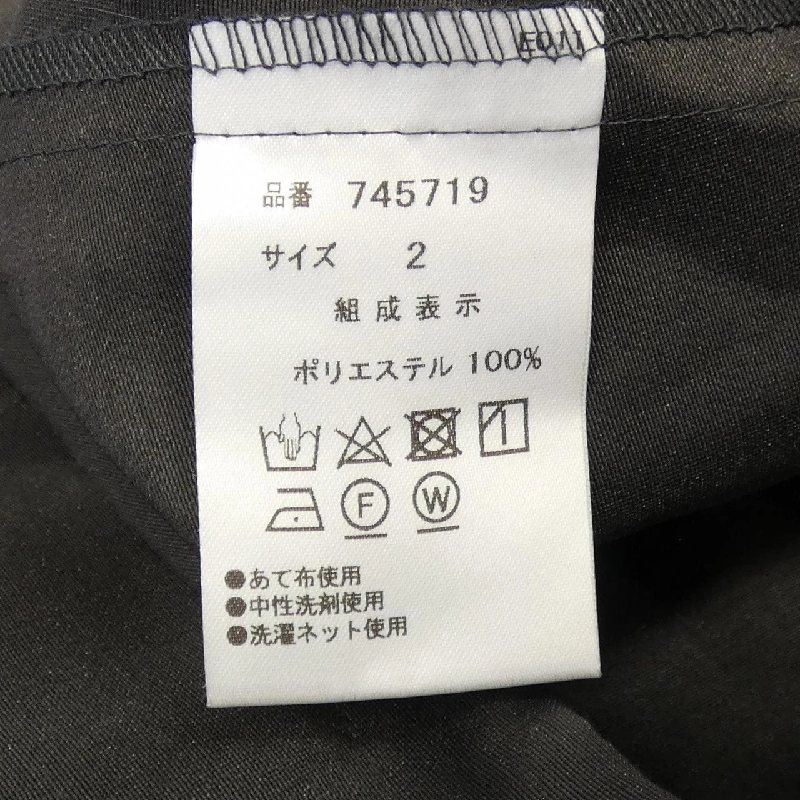 品番 745719
サイズ 2
組成表示
ポリエステル 100%
F W
●あて布使用
●中性洗剤使用
●洗濯ネット使用